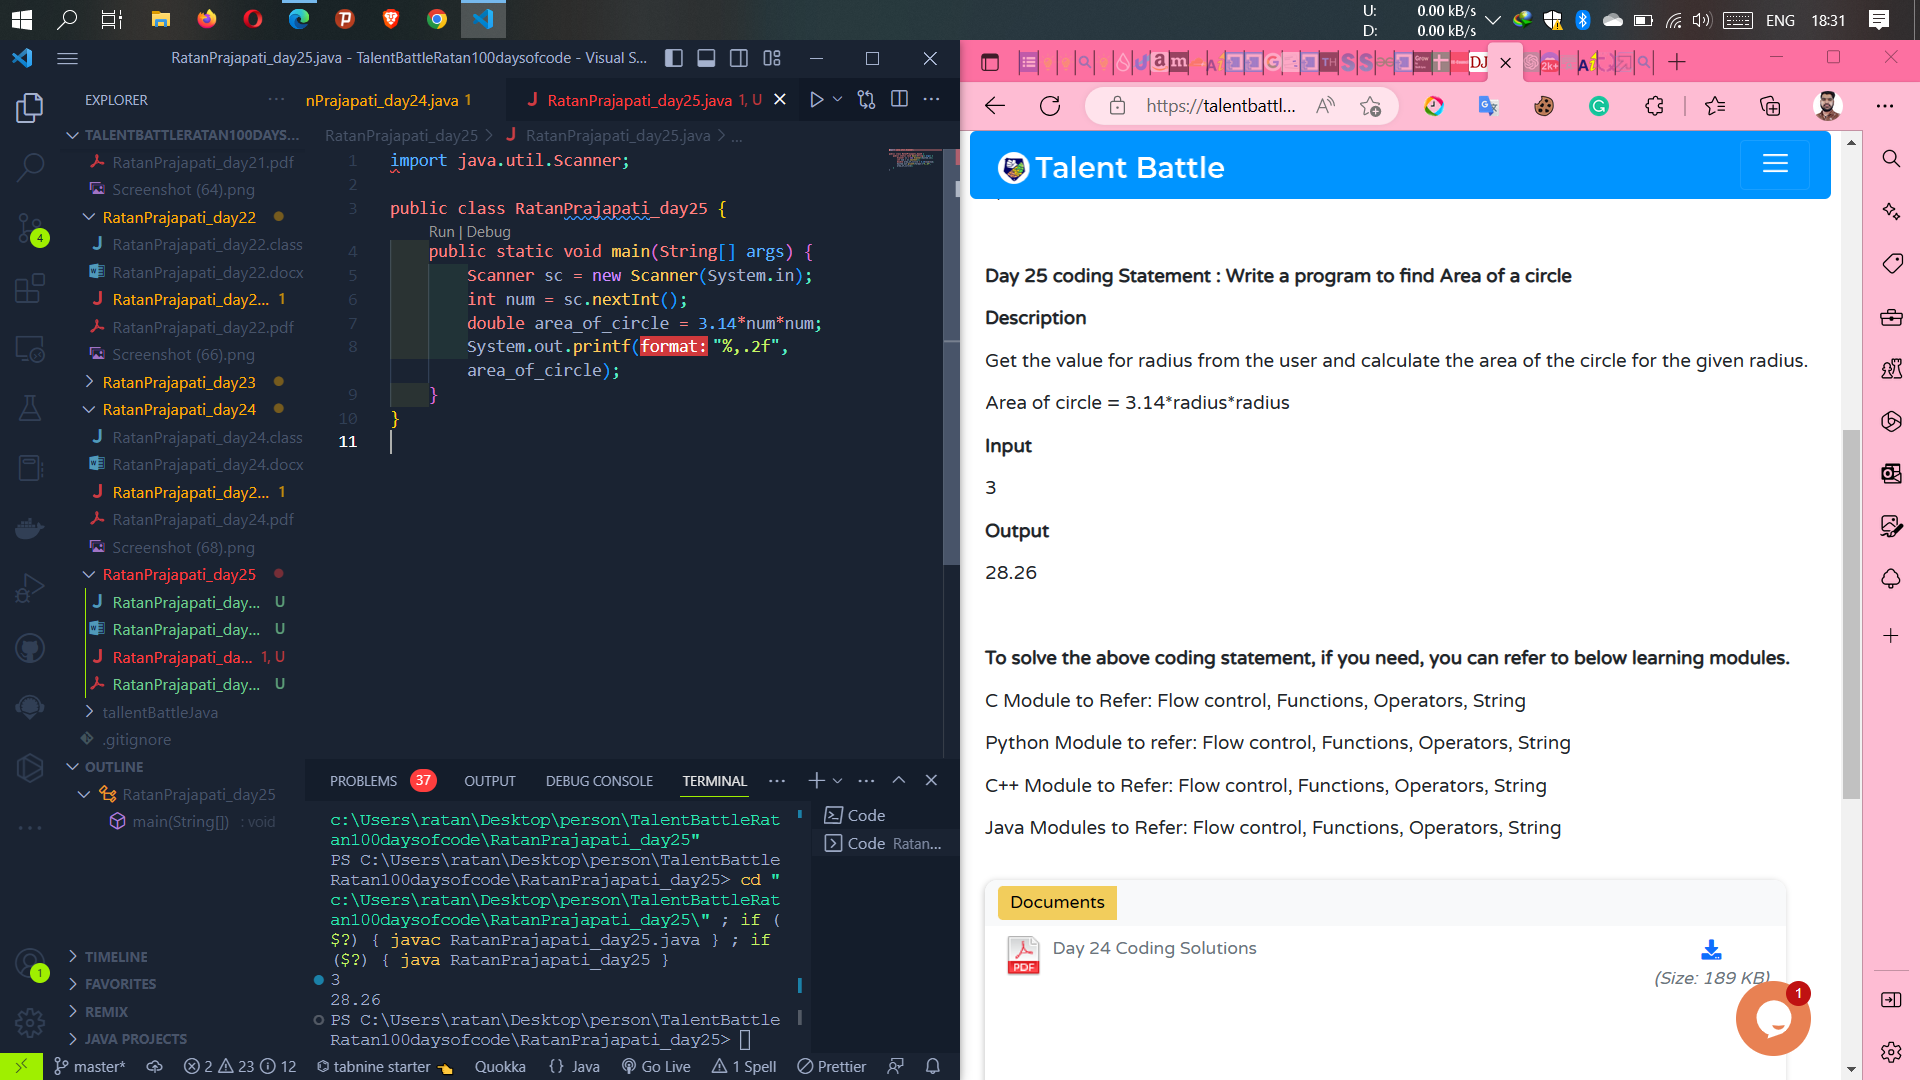 U: 0.00 kB/s
D: 0.00 kB/s
ENG 18:31
RatanPrajapati_day25.java - TalentBattleRatan100daysofcode - Visual S...
EXPLORER
nPrajapati_day24.java 1
RatanPrajapati_day25.java 1, U
TALENTBATTLERATAN100DAYS...
RatanPrajapati_day21.pdf
Screenshot (64).png
RatanPrajapati_day22
RatanPrajapati_day22.class
RatanPrajapati_day22.docx
RatanPrajapati_day2... 1
RatanPrajapati_day22.pdf
Screenshot (66).png
RatanPrajapati_day23
RatanPrajapati_day24
RatanPrajapati_day24.class
RatanPrajapati_day24.docx
RatanPrajapati_day2... 1
RatanPrajapati_day24.pdf
Screenshot (68).png
RatanPrajapati_day25
RatanPrajapati_day... U
RatanPrajapati_day... U
RatanPrajapati_da... 1, U
RatanPrajapati_day... U
tallentBattleJava
.gitignore
OUTLINE
RatanPrajapati_day25
main(String[]) : void
TIMELINE
FAVORITES
REMIX
JAVA PROJECTS
4
1
RatanPrajapati_day25 > RatanPrajapati_day25.java > ...
1 import java.util.Scanner;
2
3 public class RatanPrajapati_day25 {
Run | Debug
4 public static void main(String[] args) {
5 Scanner sc = new Scanner(System.in);
6 int num = sc.nextInt();
7 double area_of_circle = 3.14*num*num;
8 System.out.printf(format: "%,.2f",
area_of_circle);
9 }
10 }
11
PROBLEMS 37 OUTPUT DEBUG CONSOLE TERMINAL
c:\Users\ratan\Desktop\person\TalentBattleRat
an100daysofcode\RatanPrajapati_day25"
PS C:\Users\ratan\Desktop\person\TalentBattle
Ratan100daysofcode\RatanPrajapati_day25> cd "
c:\Users\ratan\Desktop\person\TalentBattleRat
an100daysofcode\RatanPrajapati_day25\" ; if (
$?) { javac RatanPrajapati_day25.java } ; if
($?) { java RatanPrajapati_day25 }
3
28.26
PS C:\Users\ratan\Desktop\person\TalentBattle
Ratan100daysofcode\RatanPrajapati_day25>
Code
Code Ratan...
master* 2 23 12 tabnine starter Quokka {} Java Go Live 1 Spell Prettier
DJ
https://talentbattl...
Talent Battle
Day 25 coding Statement : Write a program to find Area of a circle
Description
Get the value for radius from the user and calculate the area of the circle for the given radius.
Area of circle = 3.14*radius*radius
Input
3
Output
28.26
To solve the above coding statement, if you need, you can refer to below learning modules.
C Module to Refer: Flow control, Functions, Operators, String
Python Module to refer: Flow control, Functions, Operators, String
C++ Module to Refer: Flow control, Functions, Operators, String
Java Modules to Refer: Flow control, Functions, Operators, String
Documents
PDF
Day 24 Coding Solutions
(Size: 189 KB)
1